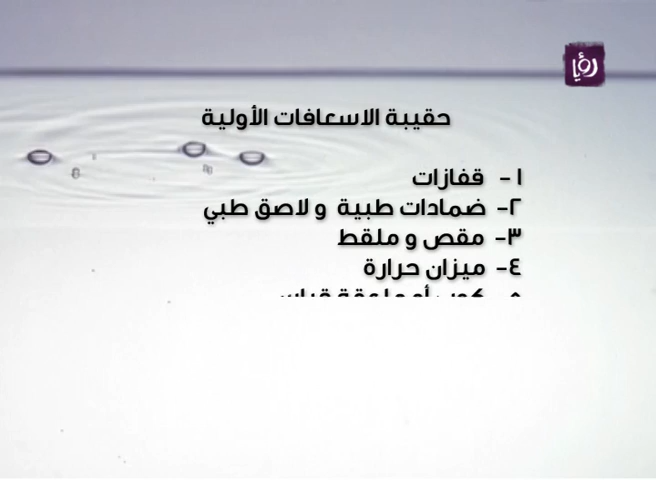 رؤيا
حقيبة الاسعافات الأولية
١- قفازات
٢- ضمادات طبية و لاصق طبي
٣- مقص و ملقط
٤- ميزان حرارة